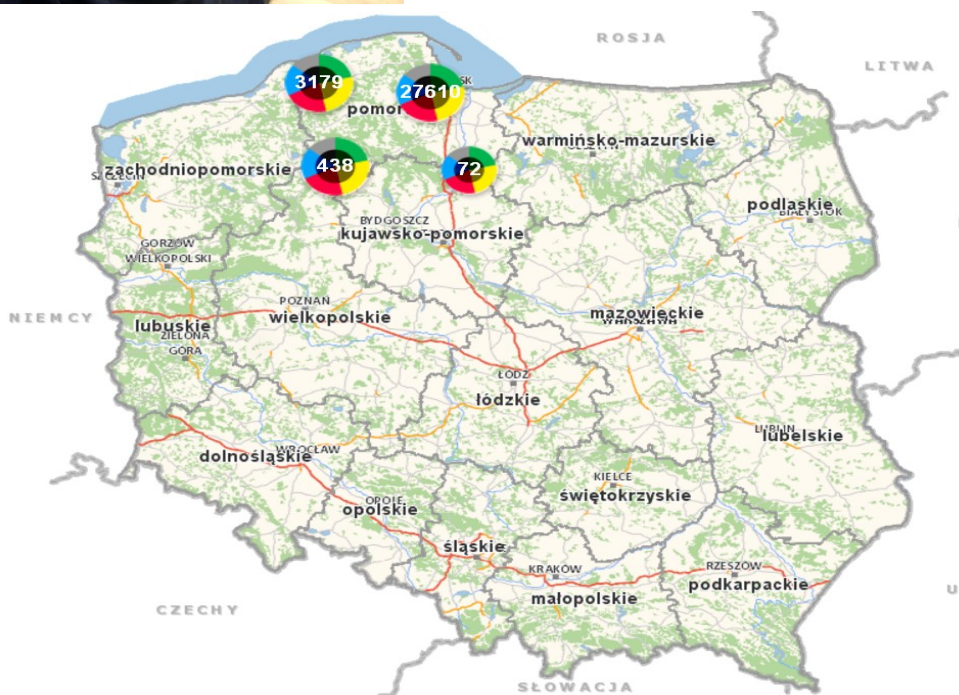 ROSJA
LITWA
3179
27610
SK
pomor
warmińsko-mazurskie
438
72
zachodniopomorskie
podlaskie
BIAŁYSTOK
BYDGOSZCZ
kujawsko-pomorskie
GORZÓW
WIELKOPOLSKI
POZNAŃ
wielkopolskie
mazowieckie
NIEMCY
lubuskie
ZIELONA
GÓRA
ŁÓDŹ
łódzkie
LUBLIN
lubelskie
WROCŁAW
dolnośląskie
KIELCE
świętokrzyskie
OPOLE
opolskie
śląskie
KRAKÓW
małopolskie
RZESZÓW
podkarpackie
U
CZECHY
SŁOWACJA